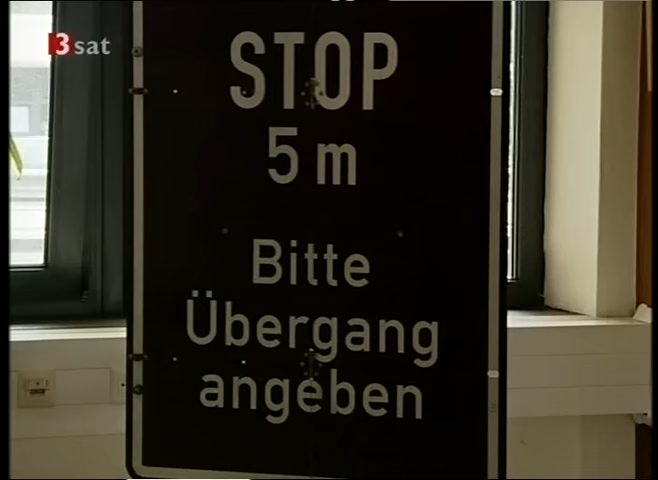 3sat
STOP
5 m
Bitte
Übergang
angeben